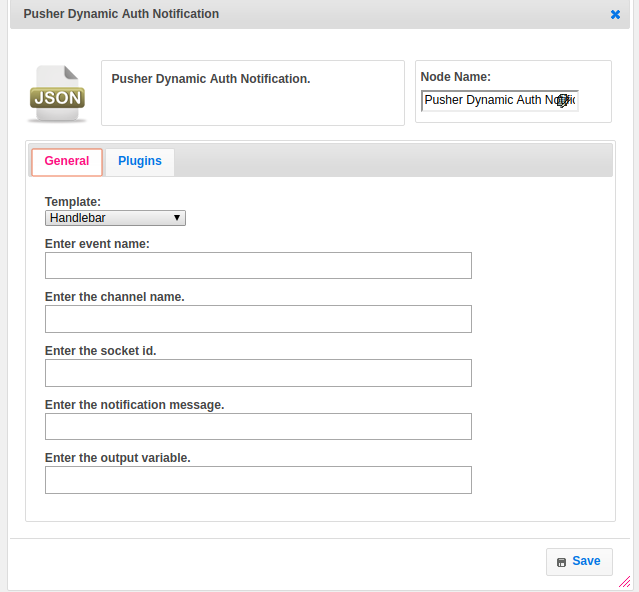 Pusher Dynamic Auth Notification
JSON
Pusher Dynamic Auth Notification.
Node Name:
Pusher Dynamic Auth
General
Plugins
Template:
Handlebar
Enter event name:
Enter the channel name.
Enter the socket id.
Enter the notification message.
Enter the output variable.
Save